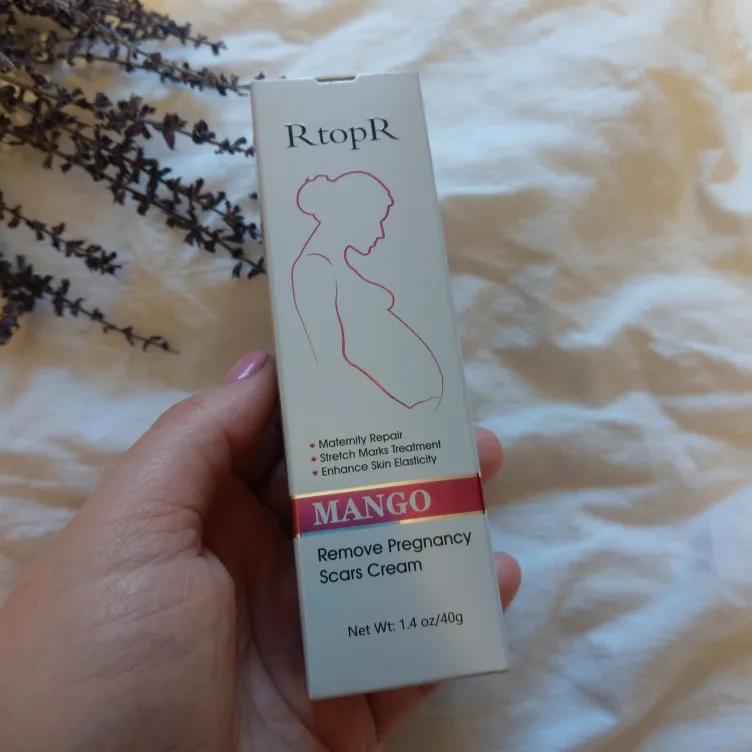 RtopR
Maternity Repair
Stretch Marks Treatment
Enhance Skin Elasticity
MANGO
Remove Pregnancy
Scars Cream
Net Wt: 1.4 oz/40g